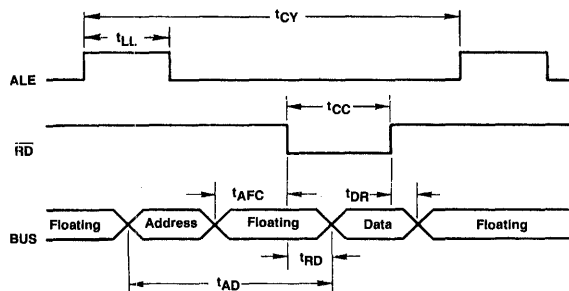 tCY
tLL
ALE
tCC
RD
tAFC
tDR
Floating
Address
Floating
Data
Floating
BUS
tRD
tAD